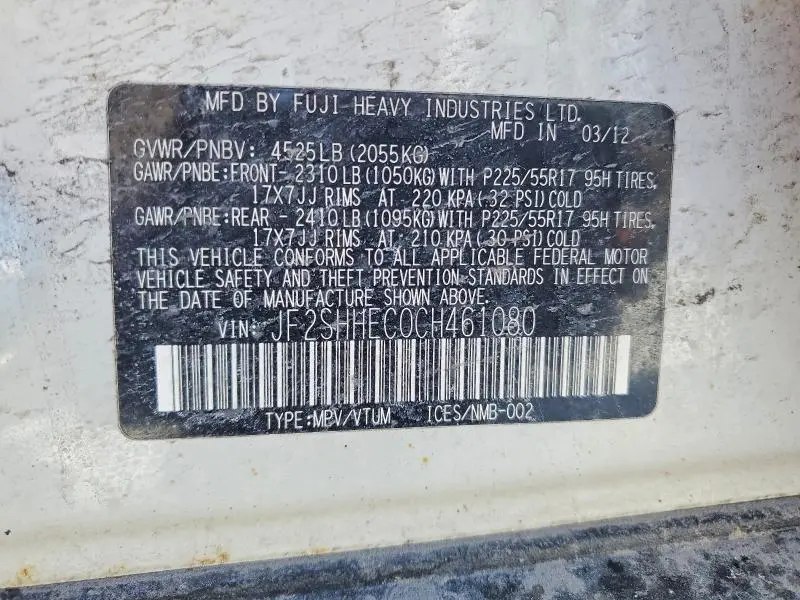 MFD BY FUJI HEAVY INDUSTRIES LTD.
MFD IN 03/12
GVWR/PNBV: 4525LB(2055KG)
GAWR/PNBE:FRONT-2310LB(1050KG)WITH P225/55R17 95H TIRES,
17X7JJ RIMS AT 220 KPA(32 PSI)COLD
GAWR/PNBE:REAR -2410LB(1095KG)WITH P225/55R17 95H TIRES,
17X7JJ RIMS AT 210 KPA(30 PSI)COLD
THIS VEHICLE CONFORMS TO ALL APPLICABLE FEDERAL MOTOR
VEHICLE SAFETY AND THEFT PREVENTION STANDARDS IN EFFECT ON
THE DATE OF MANUFACTURE SHOWN ABOVE.
VIN: JF2SHHEC0CH461080
TYPE:MPV/VTUM ICES/NMB-002